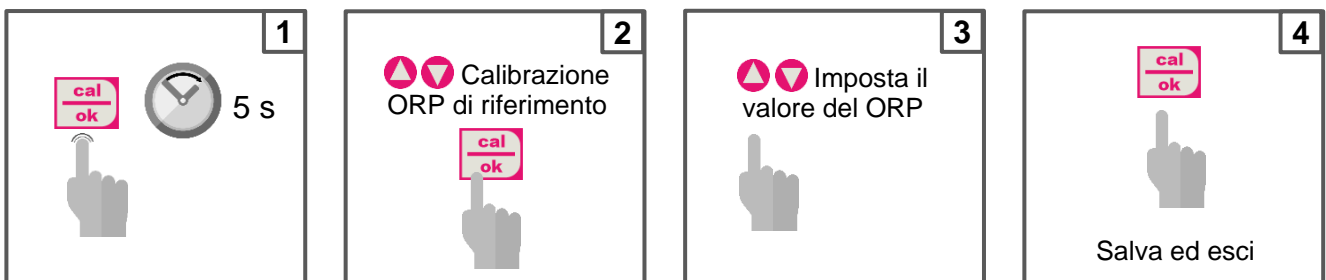 1
cal
ok
5 s
2
Calibrazione
ORP di riferimento
cal
ok
3
Imposta il
valore del ORP
4
cal
ok
Salva ed esci